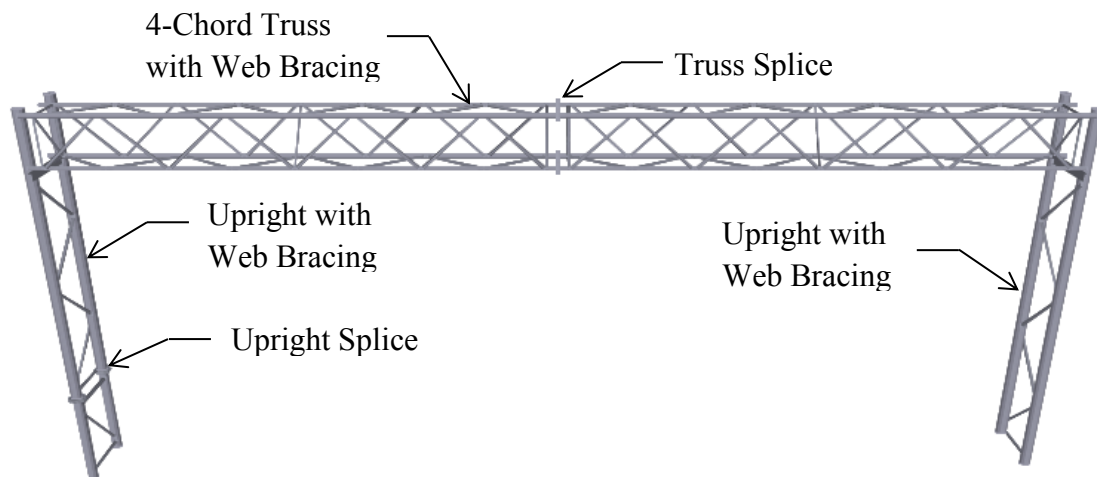 4-Chord Truss
with Web Bracing
Truss Splice
Upright with
Web Bracing
Upright with
Web Bracing
Upright Splice